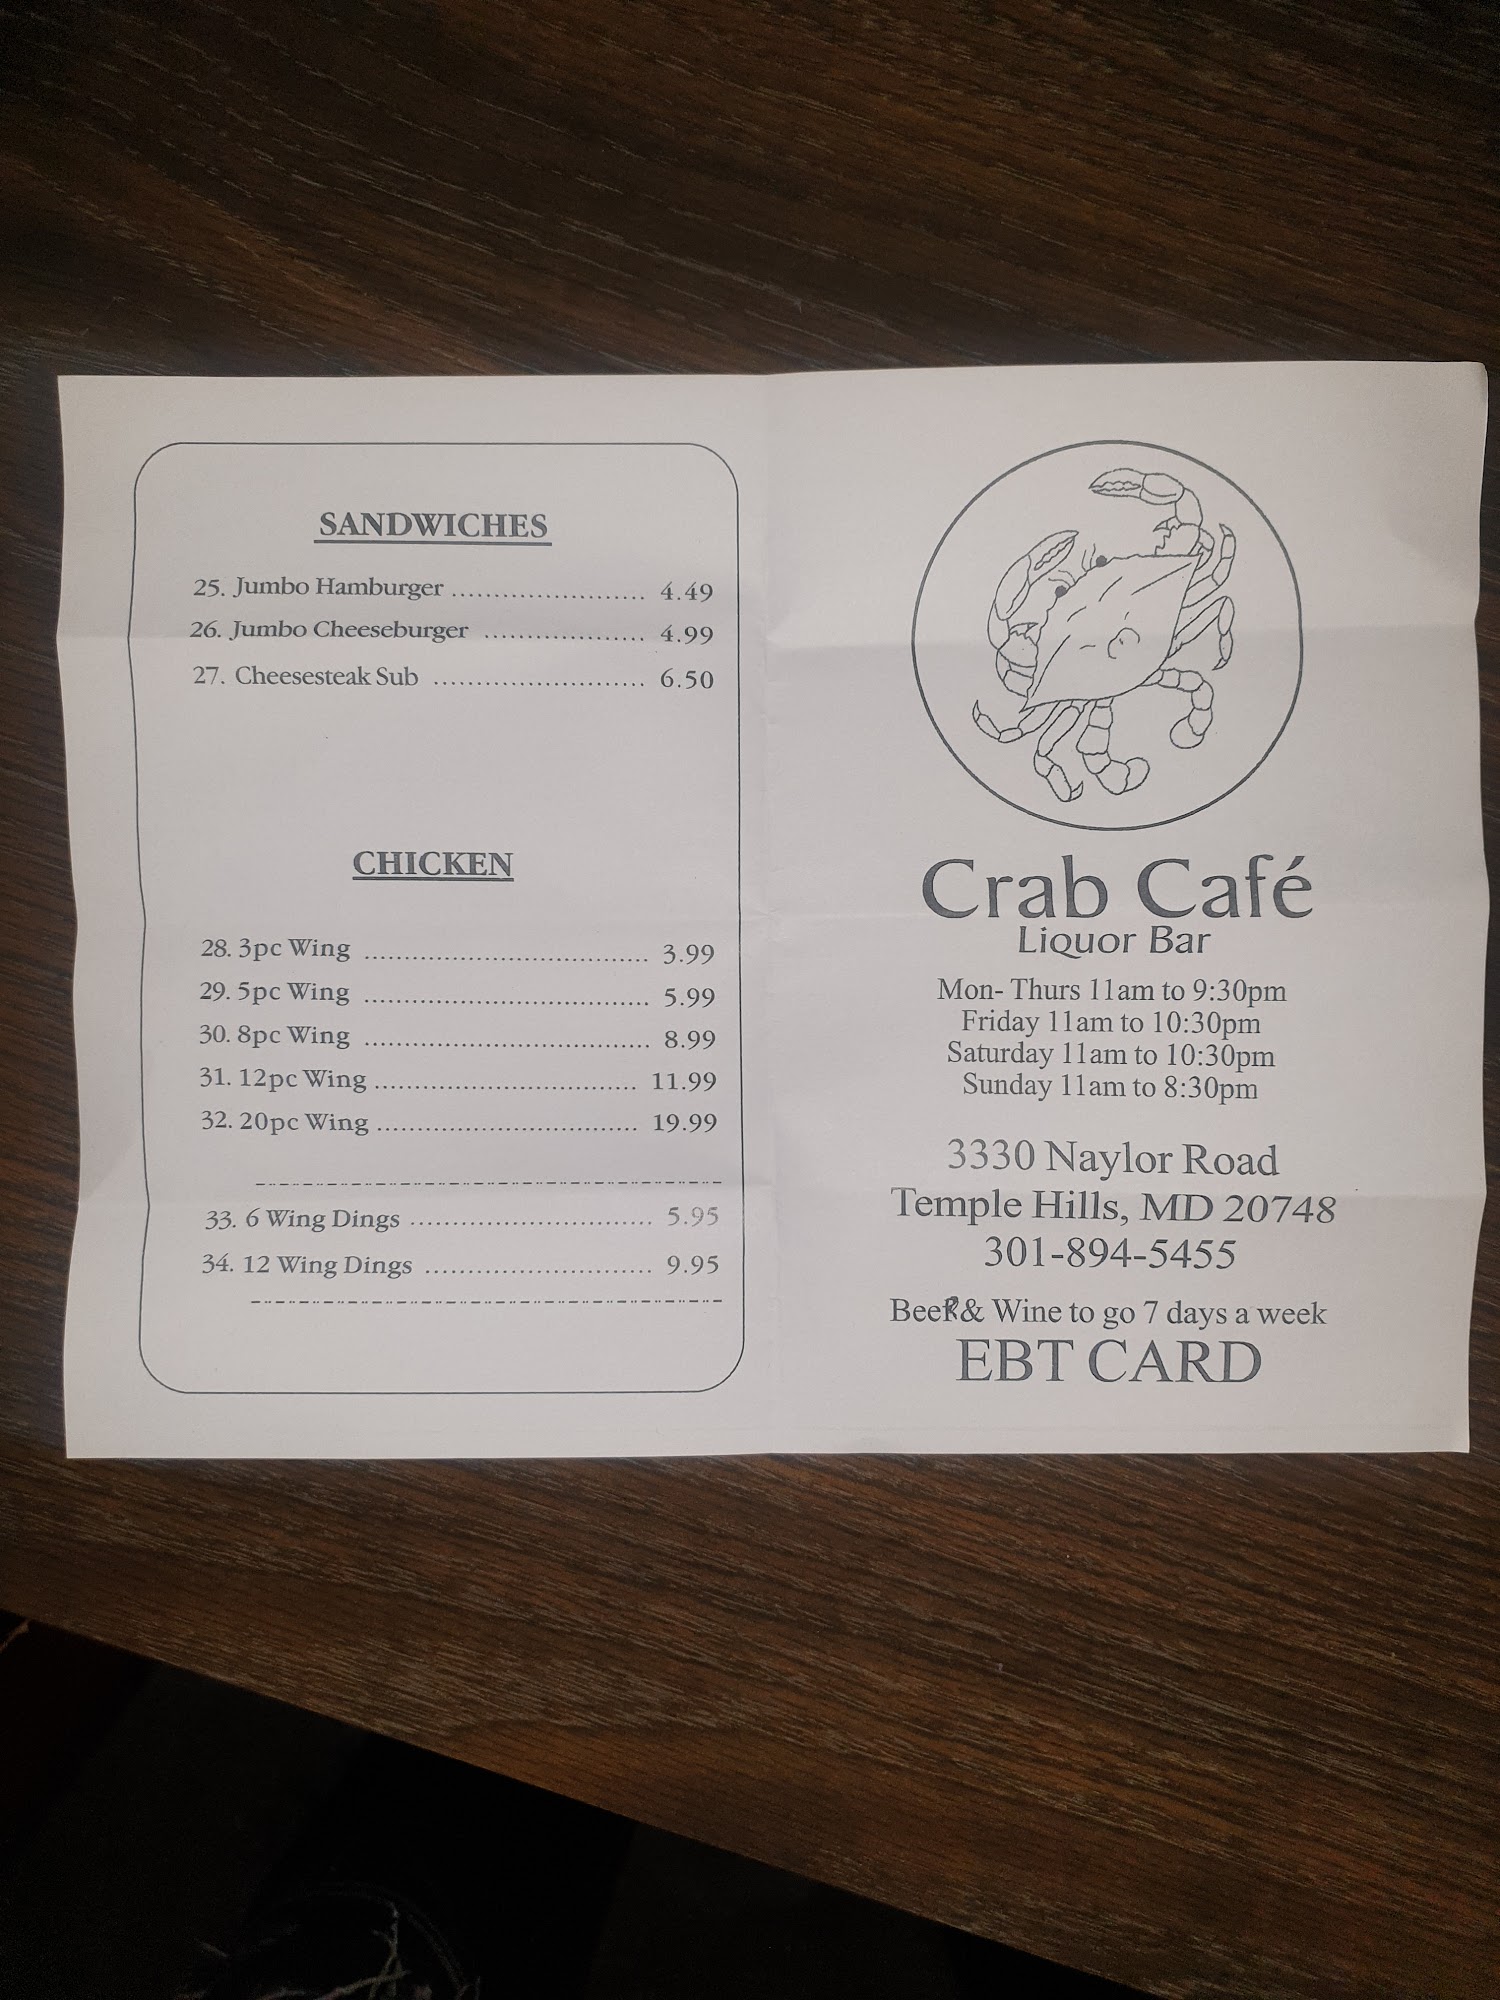 SANDWICHES
25. Jumbo Hamburger ....................... 4.49
26. Jumbo Cheeseburger ................... 4.99
27. Cheesesteak Sub ......................... 6.50
CHICKEN
28. 3pc Wing .................................. 3.99
29. 5pc Wing .................................. 5.99
30. 8pc Wing .................................. 8.99
31. 12pc Wing ............................... 11.99
32. 20pc Wing ............................... 19.99
33. 6 Wing Dings ............................. 5.95
34. 12 Wing Dings ........................... 9.95
Crab Café
Liquor Bar
Mon- Thurs 11am to 9:30pm
Friday 11am to 10:30pm
Saturday 11am to 10:30pm
Sunday 11am to 8:30pm
3330 Naylor Road
Temple Hills, MD 20748
301-894-5455
BeeR & Wine to go 7 days a week
EBT CARD